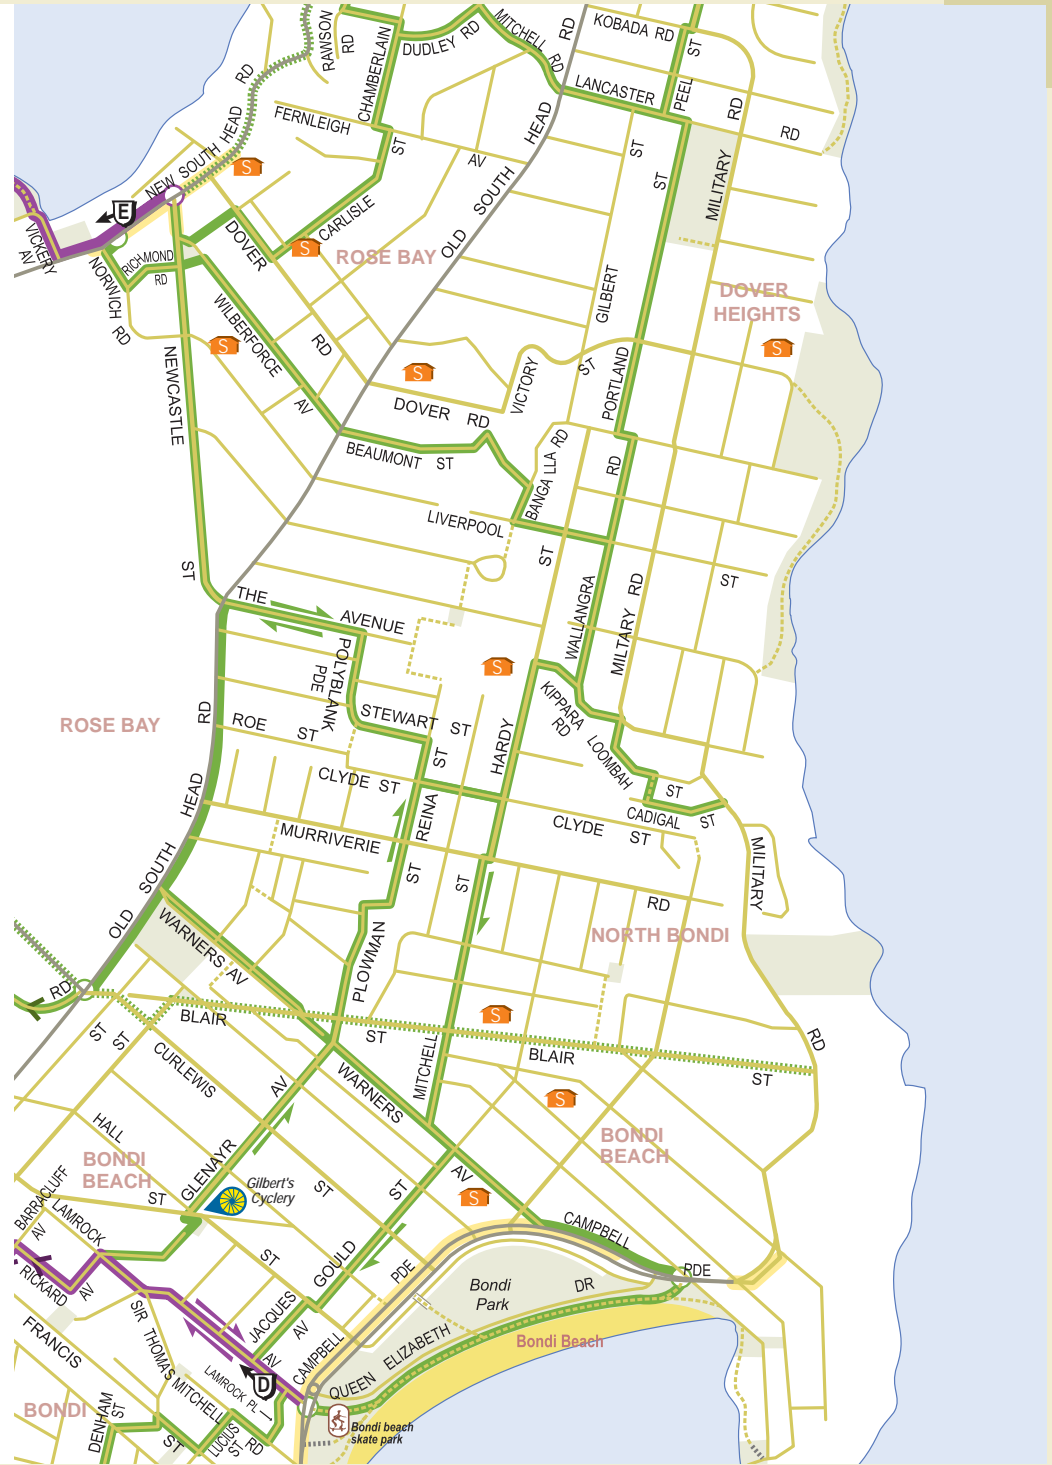 KOBADA RD
RD
MITCHELL
RD
DUDLEY RD
RAWSON
RD
CHAMBERLAIN
ST
LANCASTER
RD
PEEL
ST
RD
MILITARY
FERNLEIGH
AV
HEAD
SOUTH
OLD
RD
NEW SOUTH HEAD
E
VICKERY
AV
RICHMOND
RD
NORWICH
RD
DOVER
RD
CARLISLE
ROSE BAY
S
S
S
S
S
DOVER
HEIGHTS
ST
ST
GILBERT
ST
PORTLAND
RD
WILBERFORCE
AV
NEWCASTLE
ST
DOVER RD
VICTORY
BEAUMONT ST
BANGA LLA RD
LIVERPOOL
ST
ST
THE
AVENUE
POLYBLANK
PDE
WALLANGRA
MILTARY RD
S
KIPPARA
RD
LOOMBAH
ST
CADIGAL
ST
ROSE BAY
RD
HEAD
SOUTH
OLD
ROE
ST
STEWART
ST
HARDY
ST
CLYDE ST
REINA
ST
CLYDE
ST
MURRIVERIE
RD
MILITARY
RD
NORTH BONDI
ST
WARNERS AV
PLOWMAN
RD
S
BLAIR
ST
BLAIR
ST
ST
ST
CURLEWIS
AV
WARNERS
AV
MITCHELL
S
BONDI
BEACH
HALL
BONDI
BEACH
ST
BARRACLUFF
AV
LAMROCK
GLENAYR
Gilbert's
Cyclery
ST
ST
S
ST
GOULD
PDE
CAMPBELL
RDE
DR
Bondi
Park
Bondi Beach
RICKARD
AV
SIR THOMAS MITCHELL
RD
JACQUES
AV
AV
CAMPBELL
QUEEN ELIZABETH
LAMROCK PL
D
FRANCIS
ST
BONDI
DENHAM
ST
LUCIUS
ST
Bondi beach
skate park